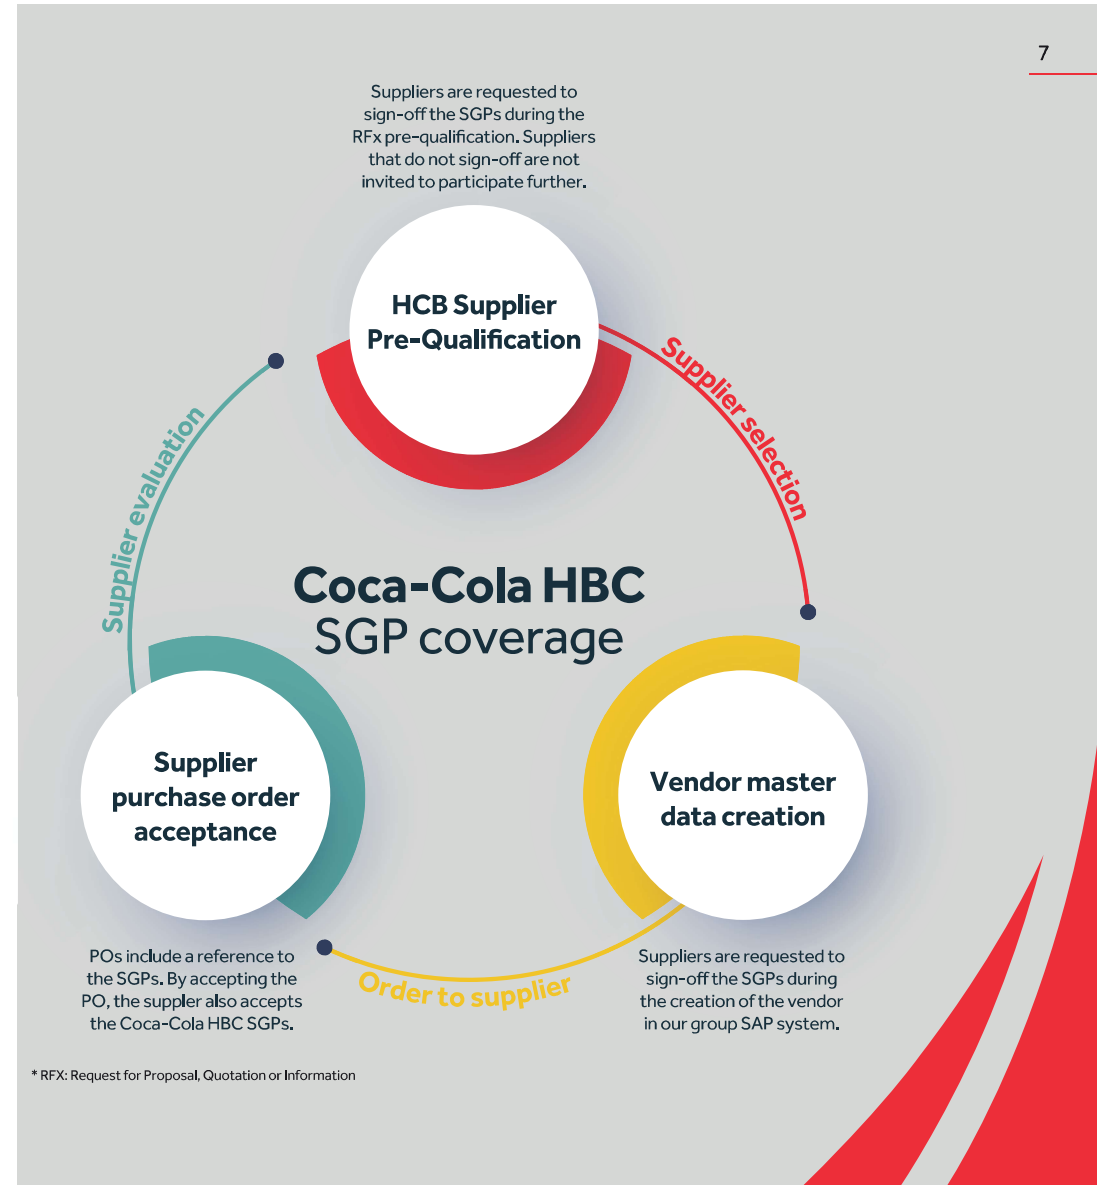 7
Suppliers are requested to
sign-off the SGPs during the
RFx pre-qualification. Suppliers
that do not sign-off are not
invited to participate further.
HCB Supplier
Pre-Qualification
Supplier selection
Supplier evaluation
Coca-Cola HBC
SGP coverage
Supplier
purchase order
acceptance
Vendor master
data creation
POs include a reference to
the SGPs. By accepting the
PO, the suppler also accepts
the Coca-Cola HBC SGPs.
Order to supplier
Suppliers are requested to
sign-off the SGPs during
the creation of the vendor
in our group SAP system.
* RFX: Request for Proposal, Quotation or Information